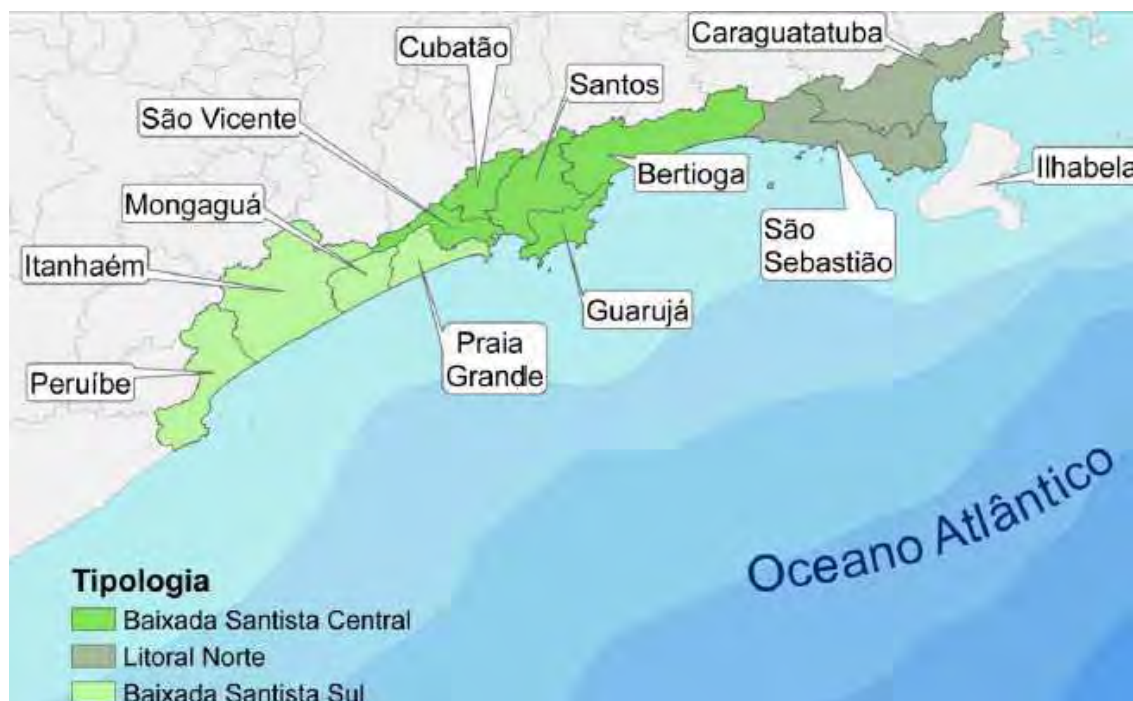 Caraguatatuba
Cubatão
Santos
São Vicente
Bertioga
Ilhabela
Mongaguá
São
Sebastião
Itanhaém
Guarujá
Praia
Grande
Peruíbe
Oceano Atlântico
Tipologia
Baixada Santista Central
Litoral Norte
Baixada Santista Sul